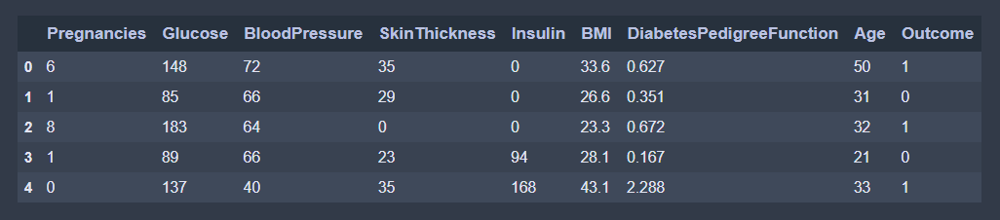 Pregnancies Glucose BloodPressure SkinThickness Insulin BMI DiabetesPedigreeFunction Age Outcome
0 6 148 72 35 0 33.6 0.627 50 1
1 1 85 66 29 0 26.6 0.351 31 0
2 8 183 64 0 0 23.3 0.672 32 1
3 1 89 66 23 94 28.1 0.167 21 0
4 0 137 40 35 168 43.1 2.288 33 1